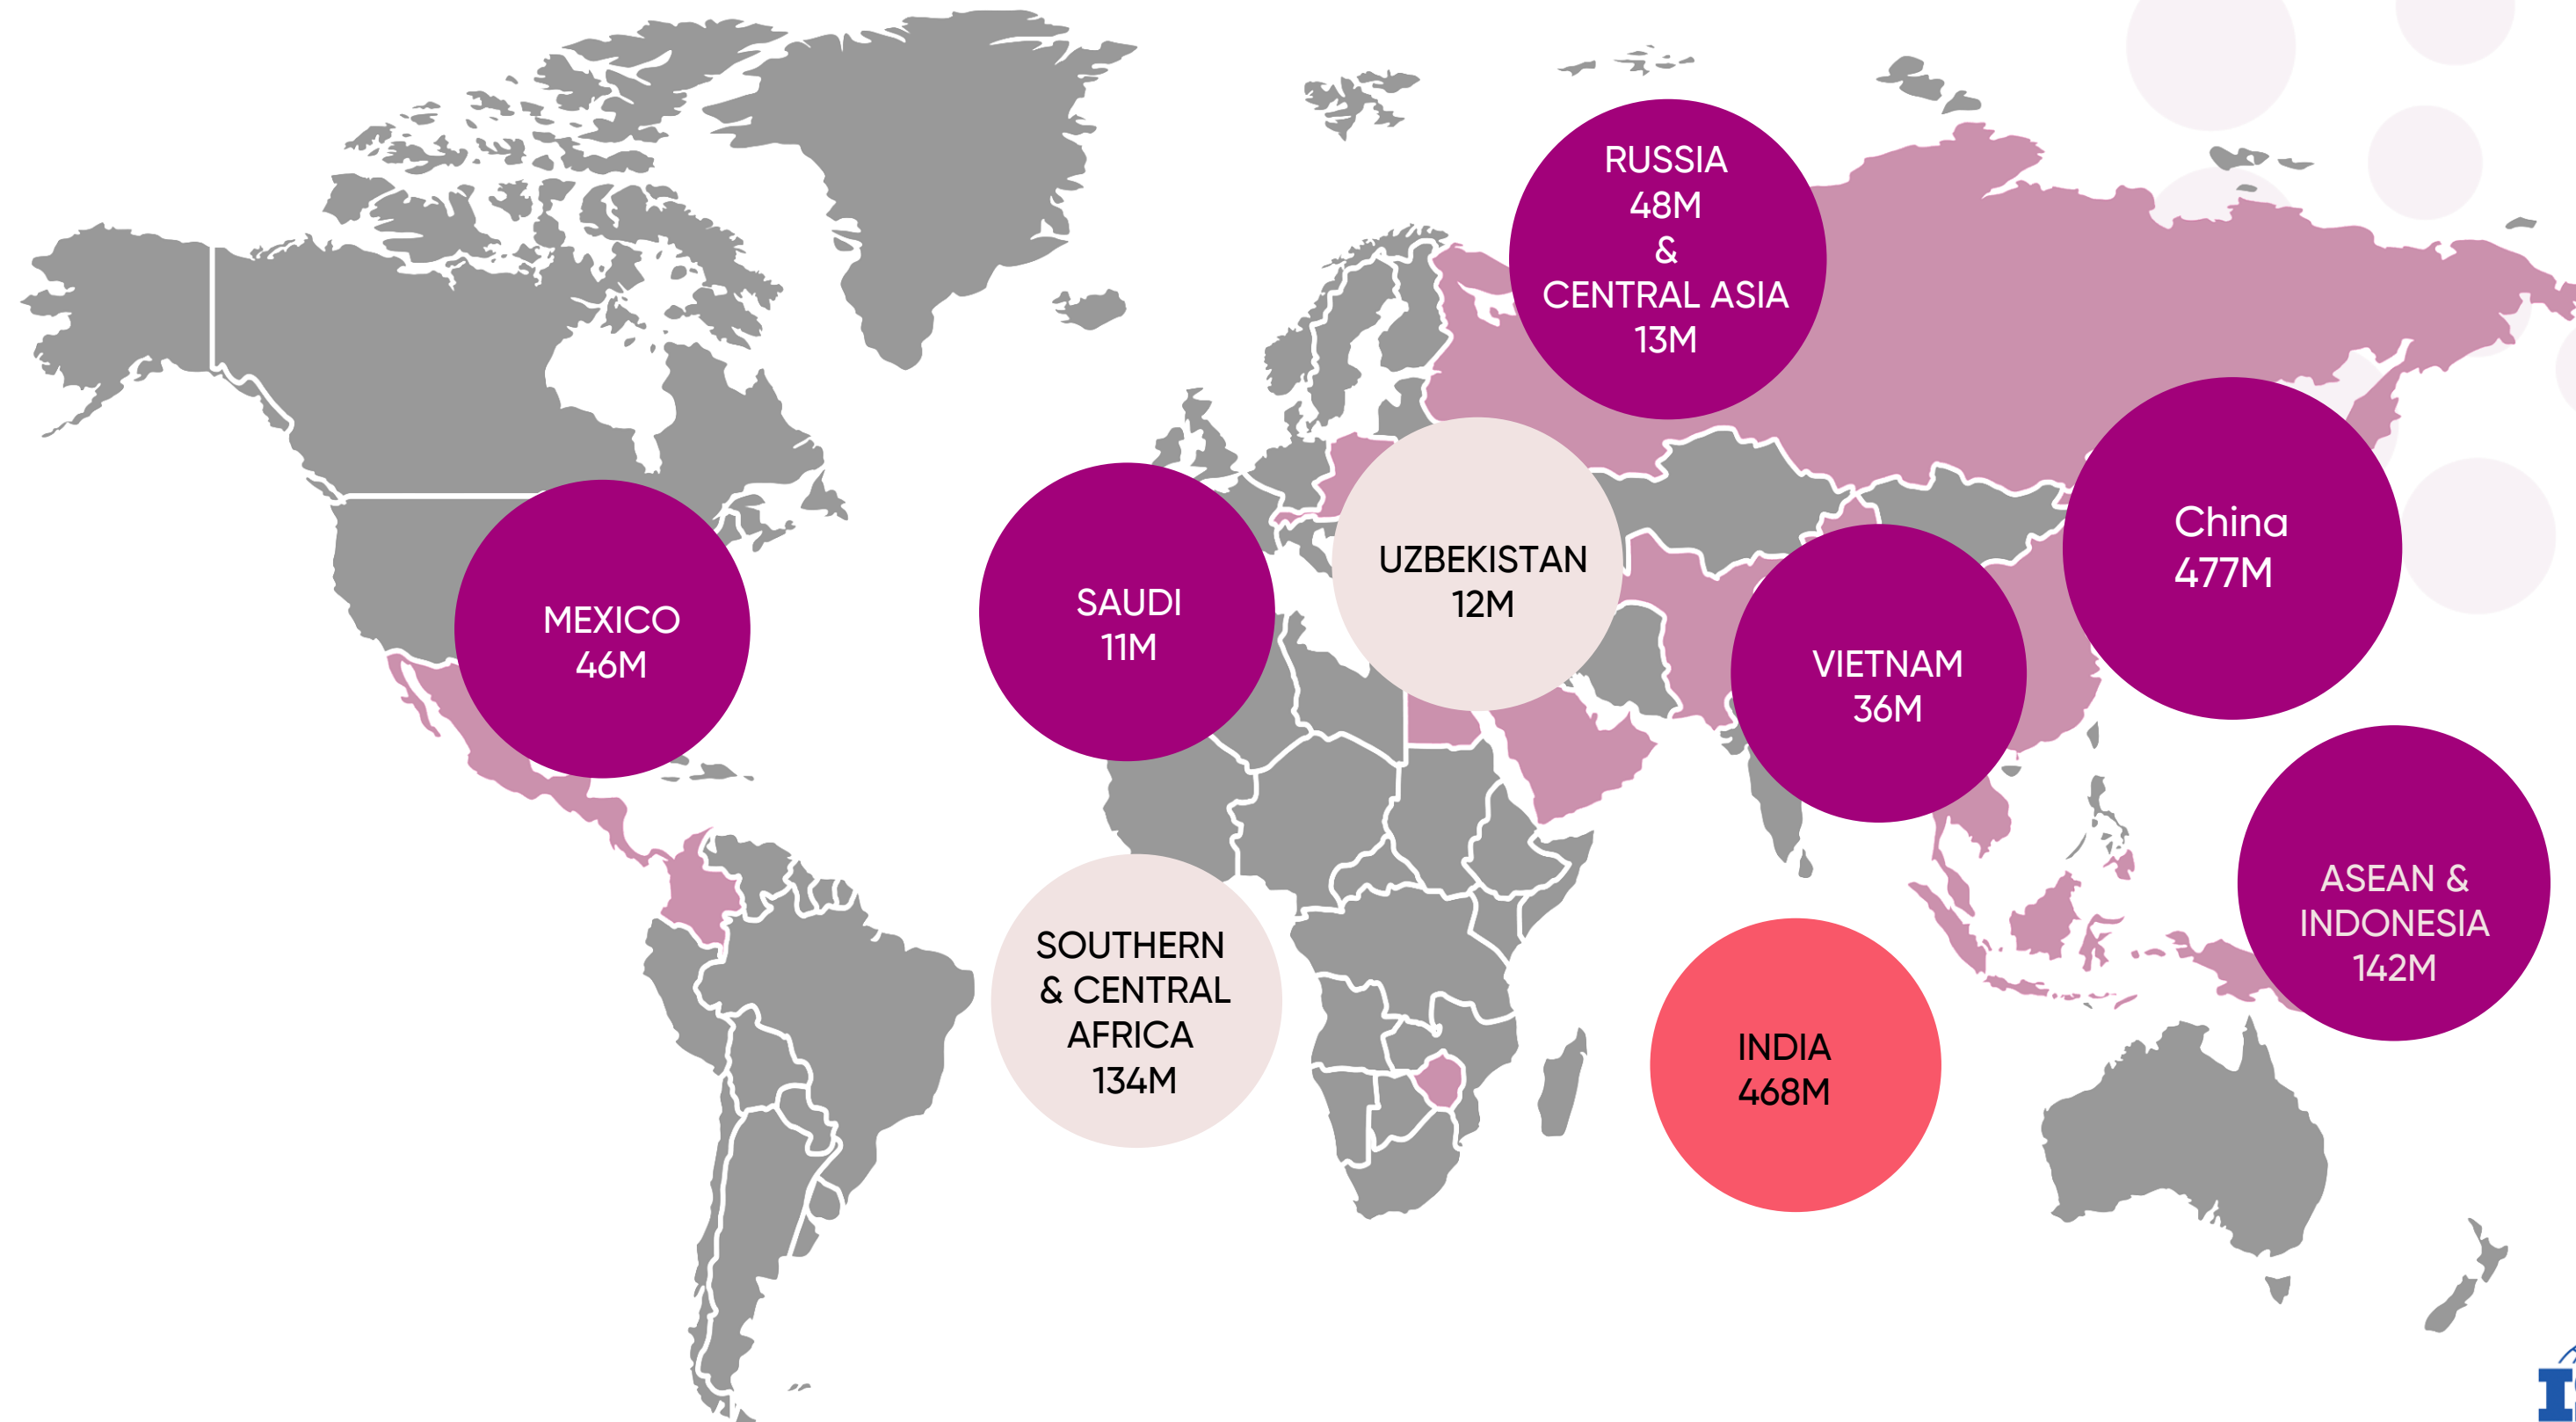 RUSSIA
48M
&
CENTRAL ASIA
13M
China
477M
UZBEKISTAN
12M
SAUDI
11M
MEXICO
46M
VIETNAM
36M
ASEAN &
INDONESIA
142M
SOUTHERN
& CENTRAL
AFRICA
134M
INDIA
468M